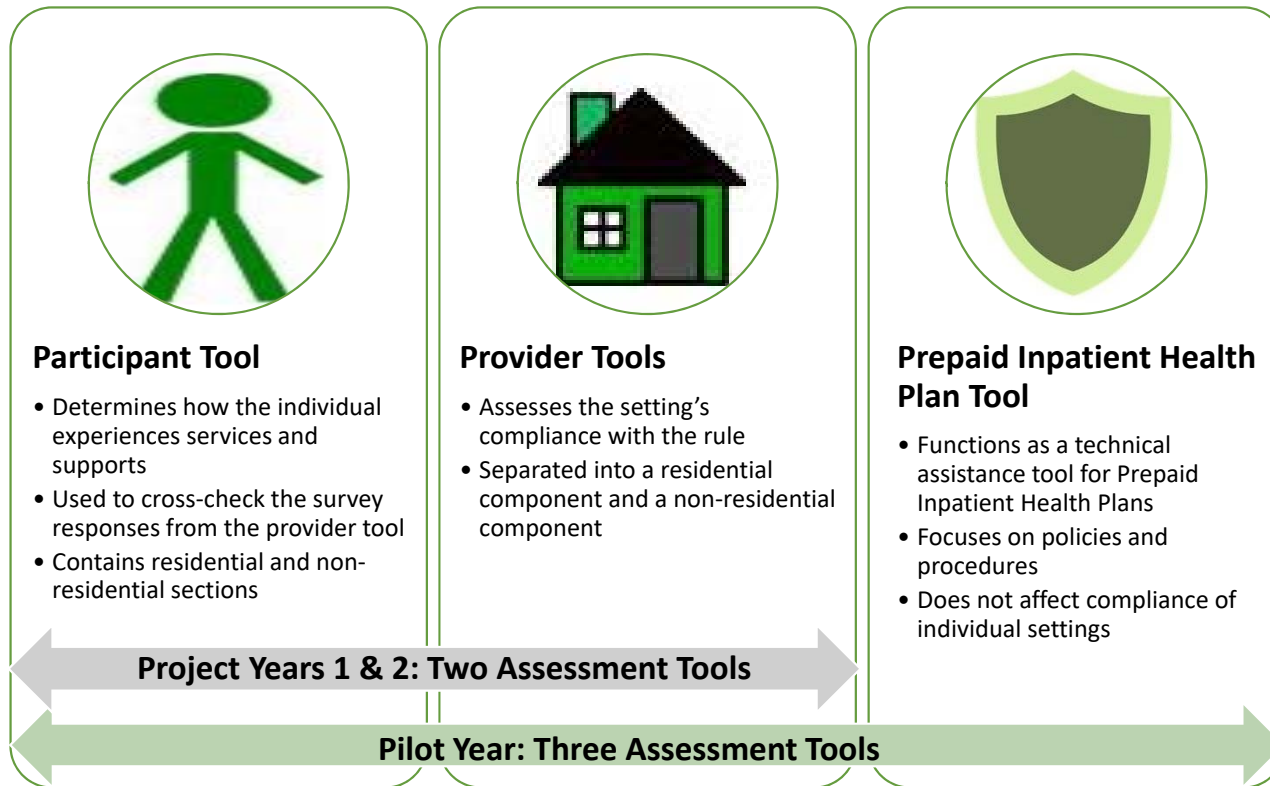 Participant Tool
• Determines how the individual
experiences services and
supports
• Used to cross-check the survey
responses from the provider tool
• Contains residential and non-
residential sections
Provider Tools
• Assesses the setting’s
compliance with the rule
• Separated into a residential
component and a non-residential
component
Prepaid Inpatient Health
Plan Tool
• Functions as a technical
assistance tool for Prepaid
Inpatient Health Plans
• Focuses on policies and
procedures
• Does not affect compliance of
individual settings
Project Years 1 & 2: Two Assessment Tools
Pilot Year: Three Assessment Tools